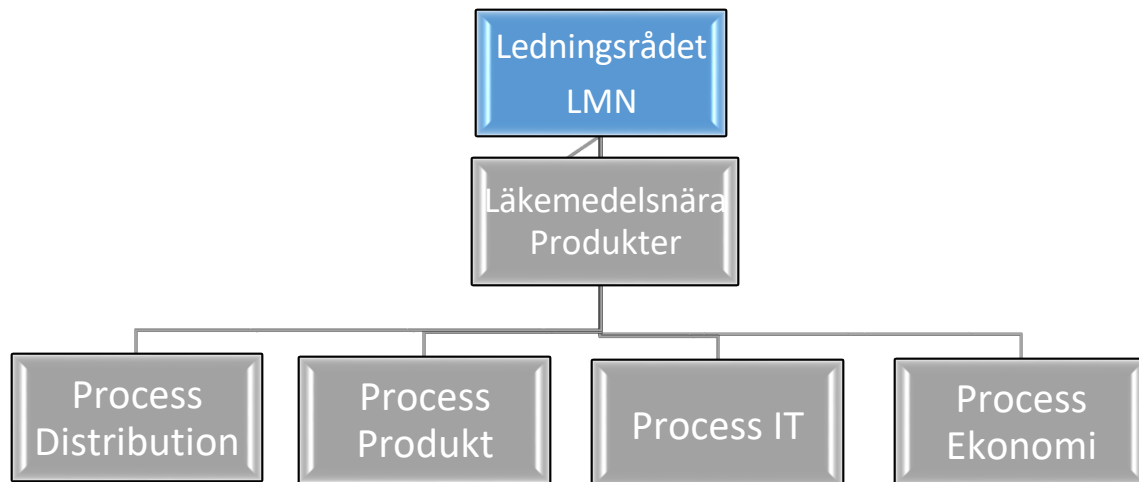 Ledningsrådet
LMN
Läkemedelsnära
Produkter
Process
Distribution
Process
Produkt
Process IT
Process
Ekonomi